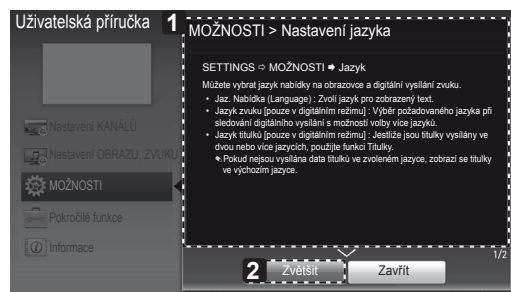 Uživatelská příručka
1
MOŽNOSTI > Nastavení jazyka
SETTINGS ⇨ MOŽNOSTI ➧ Jazyk
Můžete vybrat jazyk nabídky na obrazovce a digitální vysílání zvuku.
• Jaz. Nabídka (Language) : Zvolí jazyk pro zobrazený text.
• Jazyk zvuku [pouze v digitálním režimu] : Výběr požadovaného jazyka při
sledování digitálního vysílání s možností volby více jazyků.
• Jazyk titulků [pouze v digitálním režimu] : Jestliže jsou titulky vysílány ve
dvou nebo více jazycích, použijte funkci Titulky.
Pokud nejsou vysílána data titulků ve zvoleném jazyce, zobrazí se titulky
ve výchozím jazyce.
Nastavení KANÁLU
Nastavení OBRAZU, ZVUKU
MOŽNOSTI
Pokročilé funkce
Informace
1/2
2
Zvětšit
Zavřít